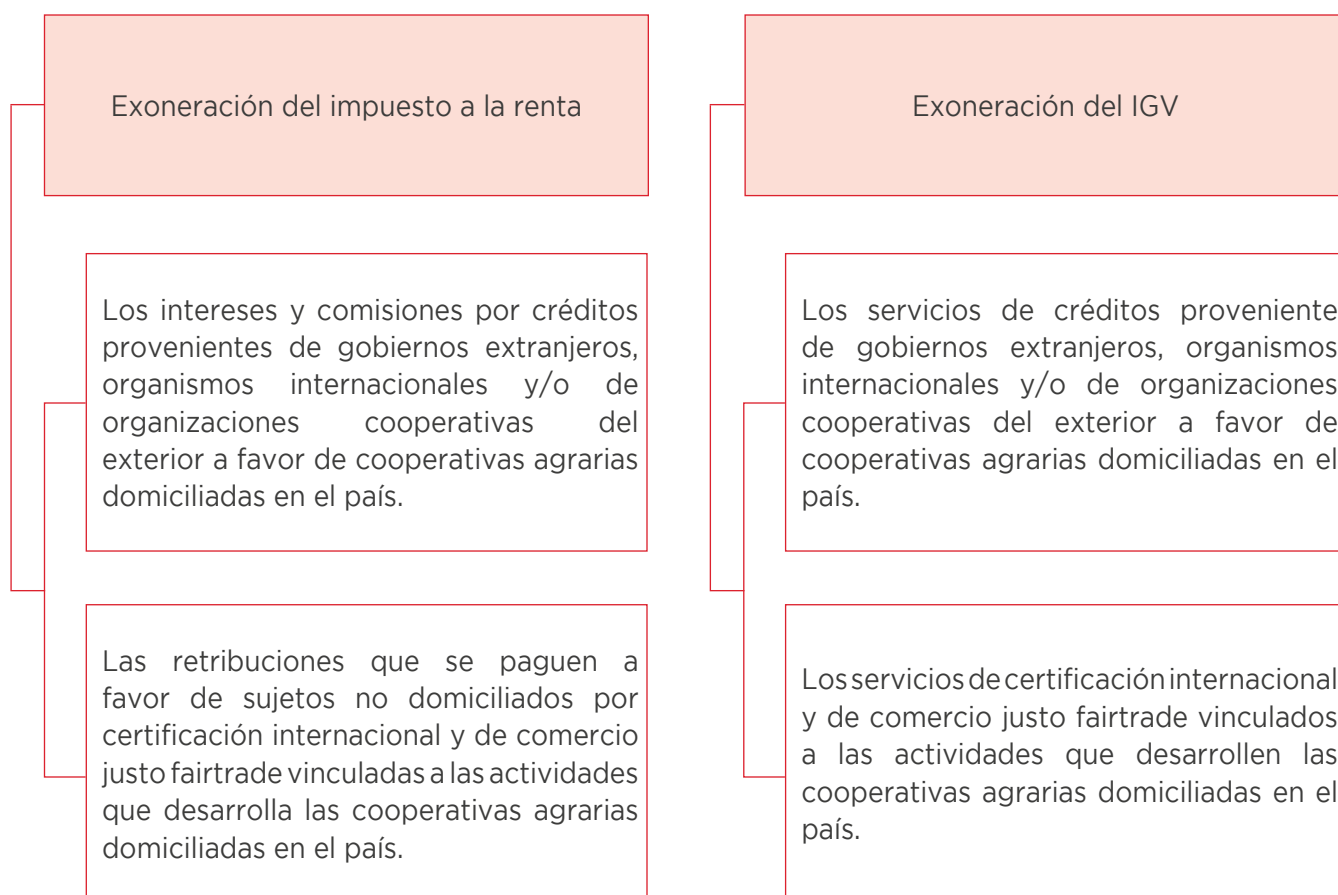 Exoneración del impuesto a la renta
Los intereses y comisiones por créditos
provenientes de gobiernos extranjeros,
organismos internacionales y/o de
organizaciones cooperativas del
exterior a favor de cooperativas agrarias
domiciliadas en el país.
Las retribuciones que se paguen a
favor de sujetos no domiciliados por
certificación internacional y de comercio
justo fairtrade vinculadas a las actividades
que desarrolla las cooperativas agrarias
domiciliadas en el país.
Exoneración del IGV
Los servicios de créditos proveniente
de gobiernos extranjeros, organismos
internacionales y/o de organizaciones
cooperativas del exterior a favor de
cooperativas agrarias domiciliadas en el
país.
Los servicios de certificación internacional
y de comercio justo fairtrade vinculados
a las actividades que desarrollen las
cooperativas agrarias domiciliadas en el
país.